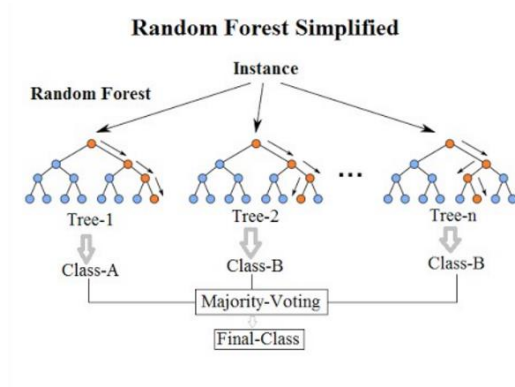 Random Forest Simplified
Instance
Random Forest
...
Tree-1
Tree-2
Tree-n
Class-A
Class-B
Class-B
Majority-Voting
Final-Class